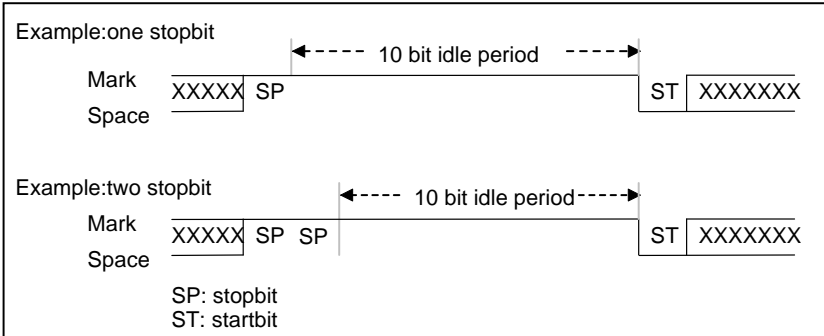 Example:one stopbit
10 bit idle period
Mark
XXXXX SP ST XXXXXXX
Space
Example:two stopbit
10 bit idle period
Mark
XXXXX SP SP ST XXXXXXX
Space
SP: stopbit
ST: startbit